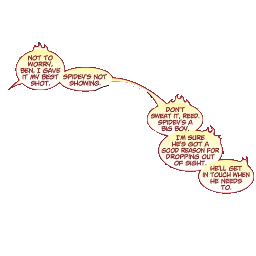 NOT TO
WORRY,
BEN. I GAVE
IT MY BEST
SHOT.
SPIDEY'S NOT
SHOWING.
DON'T
SWEAT IT, REED.
SPIDEY'S A
BIG BOY.
I'M SURE
HE'S GOT A
GOOD REASON FOR
DROPPING OUT
OF SIGHT.
HE'LL GET
IN TOUCH WHEN
HE NEEDS
TO.